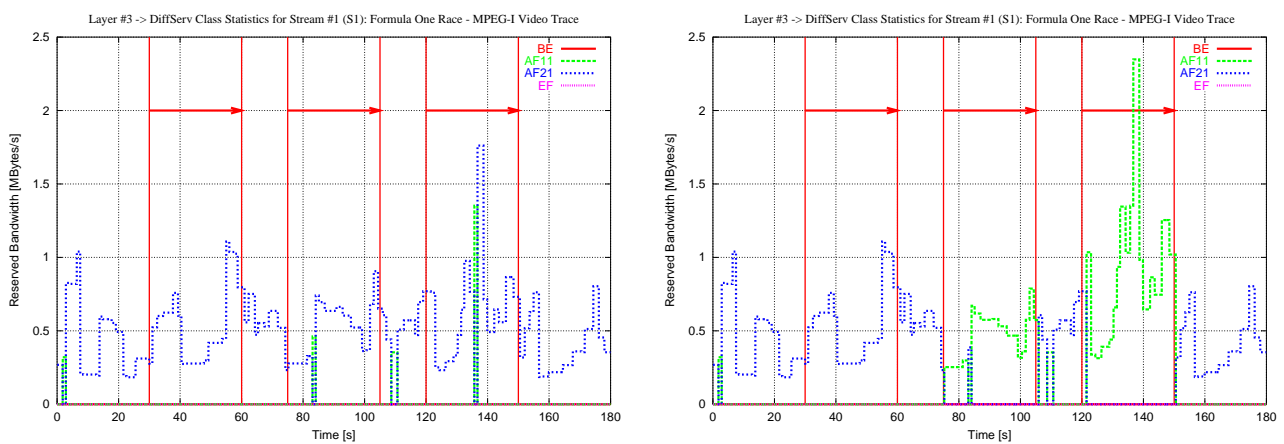 Layer #3 -> DiffServ Class Statistics for Stream #1 (S1): Formula One Race - MPEG-I Video Trace
Reserved Bandwidth [MBytes/s]
2.5
2
1.5
1
0.5
0
BE
AF11
AF21
EF
0 20 40 60 80 100 120 140 160 180
Time [s]
Layer #3 -> DiffServ Class Statistics for Stream #1 (S1): Formula One Race - MPEG-I Video Trace
Reserved Bandwidth [MBytes/s]
2.5
2
1.5
1
0.5
0
BE
AF11
AF21
EF
0 20 40 60 80 100 120 140 160 180
Time [s]